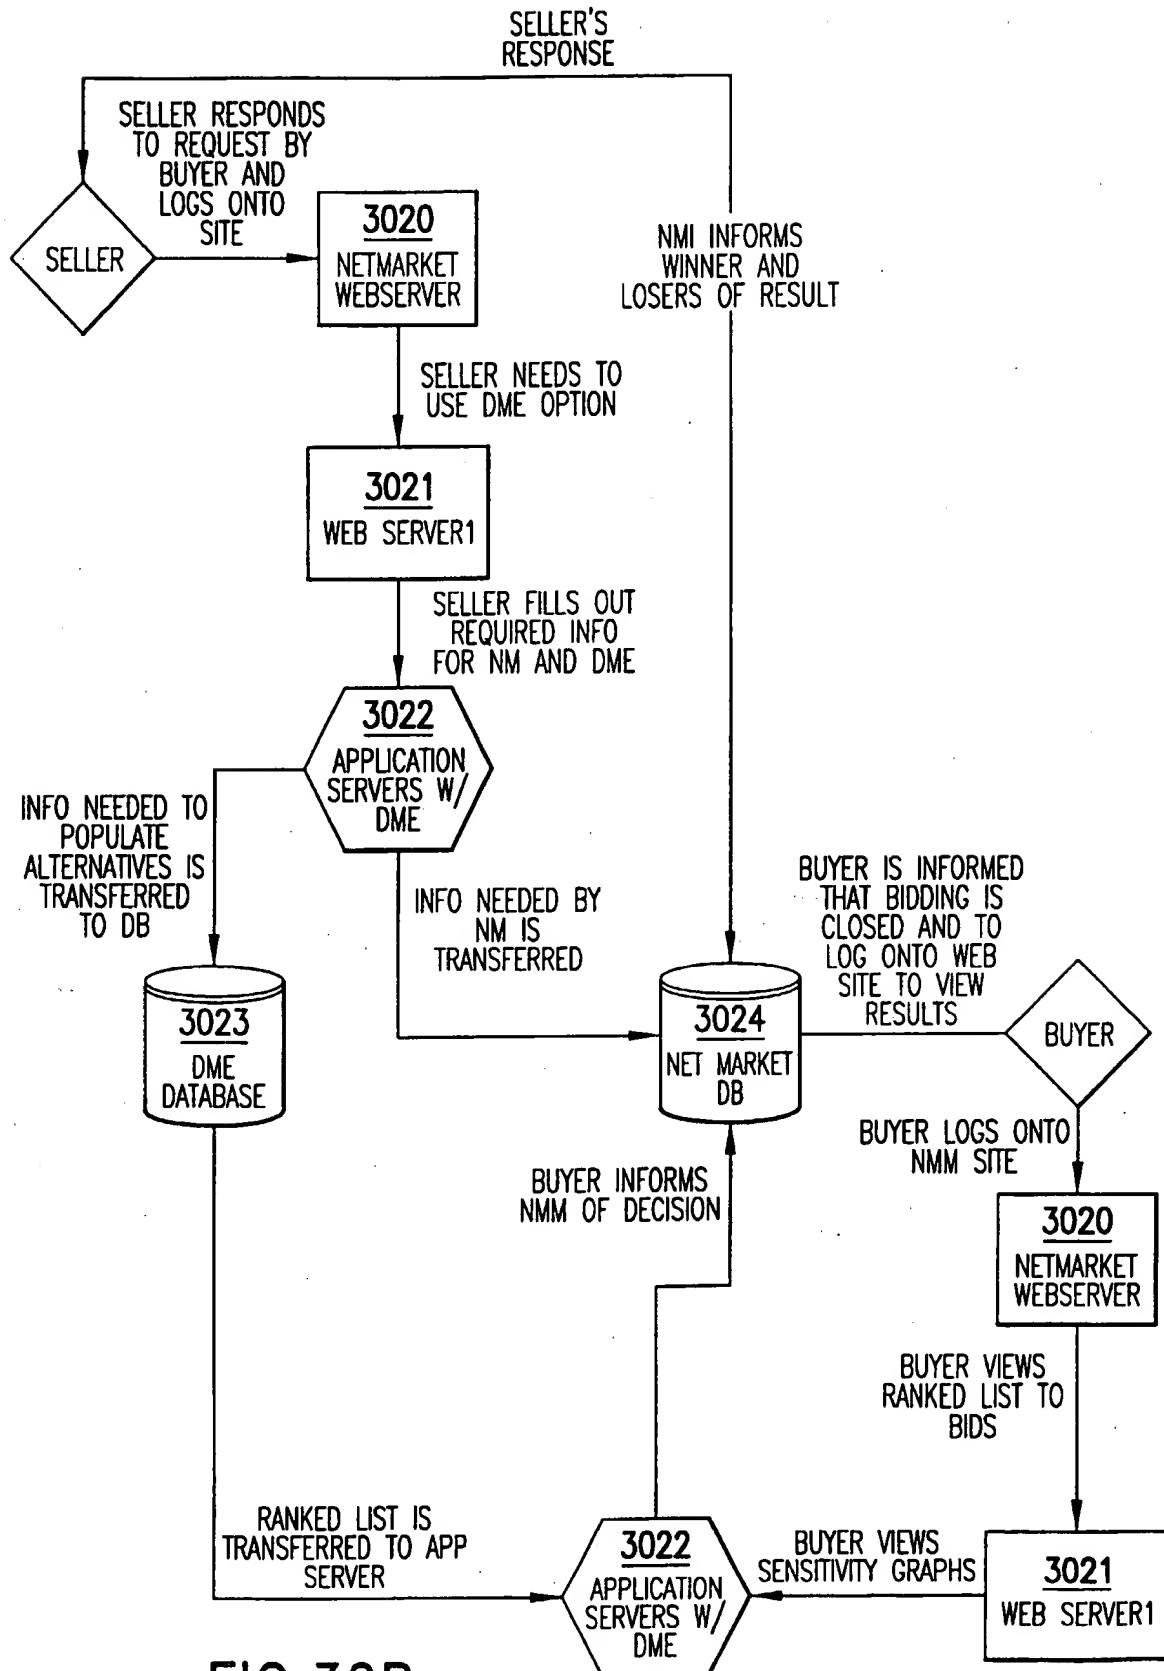 SELLER'S
RESPONSE
SELLER RESPONDS
TO REQUEST BY
BUYER AND
LOGS ONTO
SITE
SELLER
3020
NETMARKET
WEBSERVER
NMI INFORMS
WINNER AND
LOSERS OF RESULT
SELLER NEEDS TO
USE DME OPTION
3021
WEB SERVER1
SELLER FILLS OUT
REQUIRED INFO
FOR NM AND DME
3022
APPLICATION
SERVERS W/
DME
INFO NEEDED TO
POPULATE
ALTERNATIVES IS
TRANSFERRED
TO DB
INFO NEEDED BY
NM IS
TRANSFERRED
BUYER IS INFORMED
THAT BIDDING IS
CLOSED AND TO
LOG ONTO WEB
SITE TO VIEW
RESULTS
3023
DME
DATABASE
3024
NET MARKET
DB
BUYER
BUYER LOGS ONTO
NMM SITE
BUYER INFORMS
NMM OF DECISION
3020
NETMARKET
WEBSERVER
BUYER VIEWS
RANKED LIST TO
BIDS
RANKED LIST IS
TRANSFERRED TO APP
SERVER
3022
APPLICATION
SERVERS W/
DME
BUYER VIEWS
SENSITIVITY GRAPHS
3021
WEB SERVER1